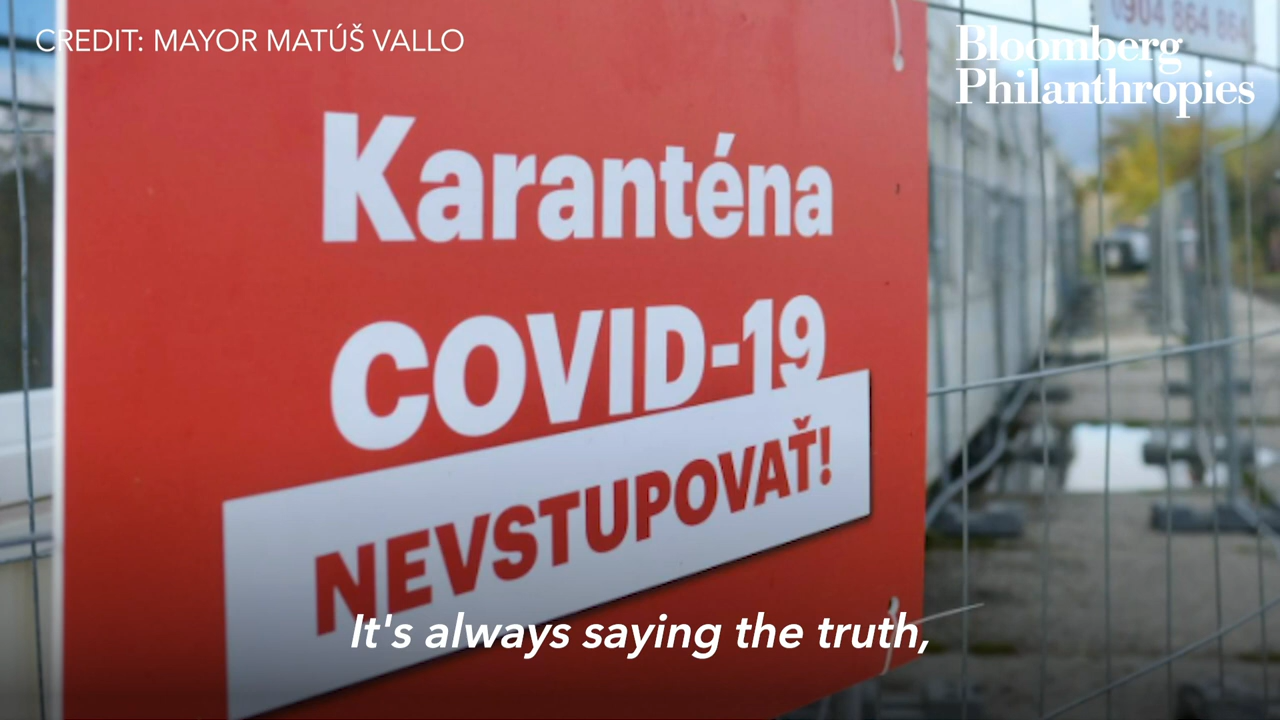 CREDIT: MAYOR MATÚŠ VALLO
Bloomberg
Philanthropies
Karanténa
COVID-19
NEVSTUPOVAŤ!
It's always saying the truth,